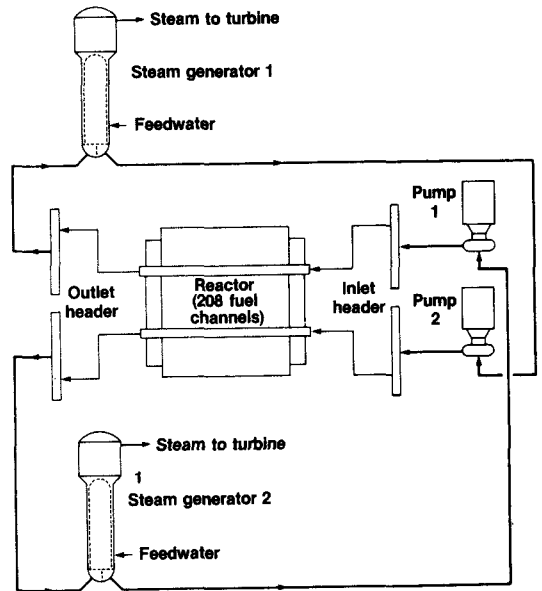 Steam to turbine
Steam generator 1
Feedwater
Pump
1
Outlet
header
Reactor
(208 fuel
channels)
Inlet
header
Pump
2
Steam to turbine
1
Steam generator 2
Feedwater